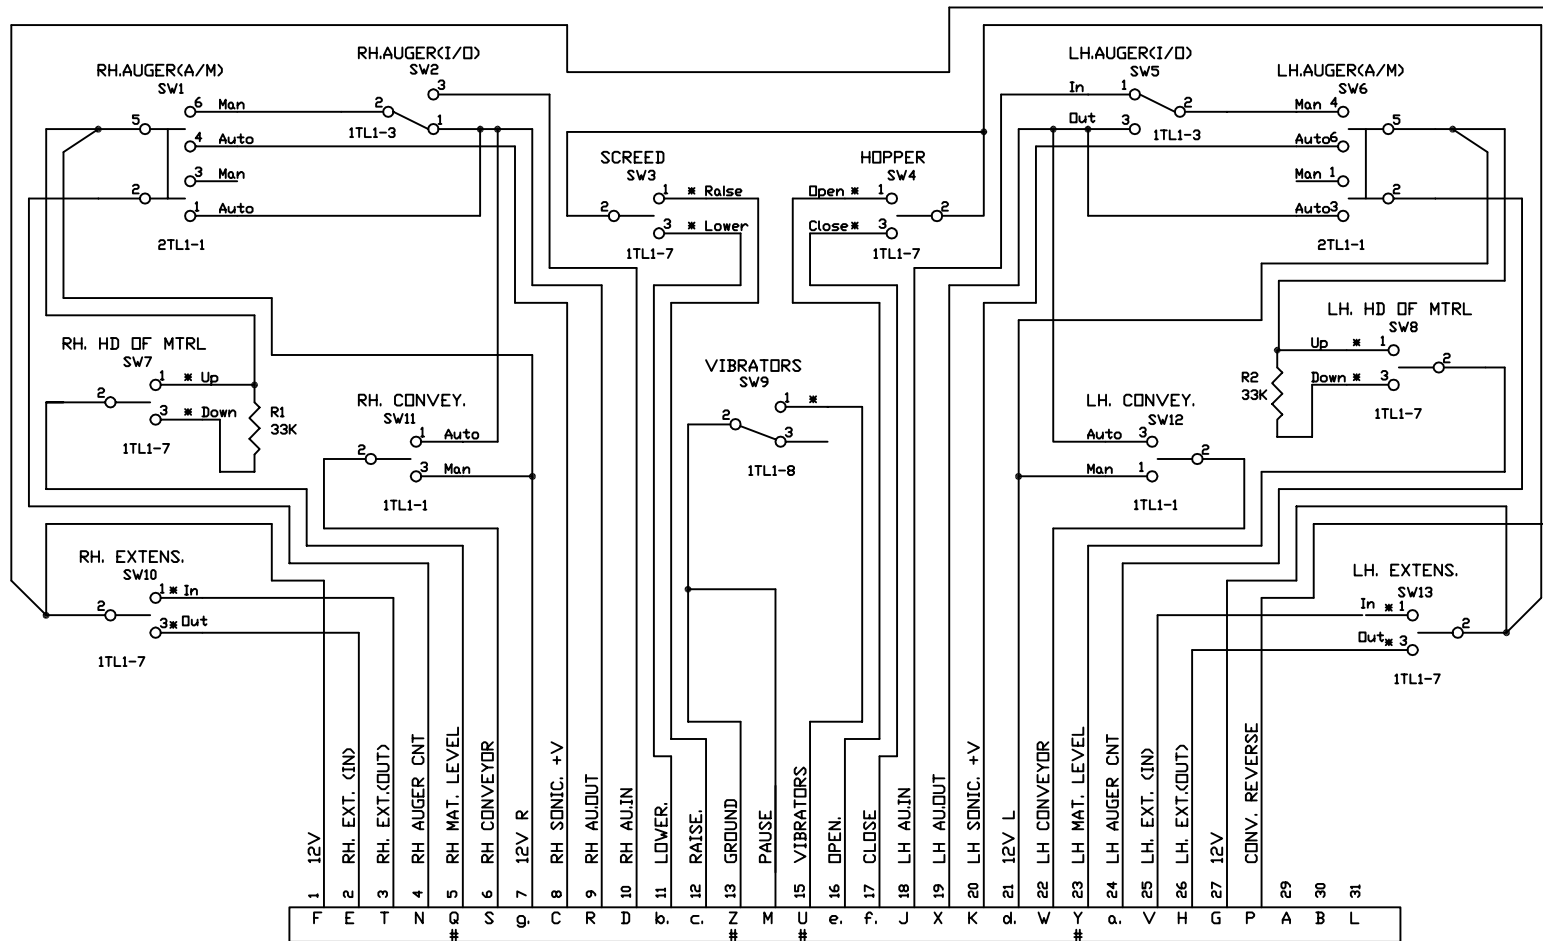 RH.AUGER(A/M)
SW1
5
6 Man
4 Auto
3 Man
2
1 Auto
2TL1-1
RH.AUGER(I/O)
SW2
3
2
1
1TL1-3
SCREED
SW3
1 * Raise
2
3 * Lower
1TL1-7
HOPPER
SW4
Open * 1
2
Close* 3
1TL1-7
LH.AUGER(I/O)
SW5
In 1
2
Out 3
1TL1-3
LH.AUGER(A/M)
SW6
Man 4
5
Auto6
Man 1
2
Auto3
2TL1-1
RH. HD OF MTRL
SW7
1 * Up
2
3 * Down
1TL1-7
R1
33K
RH. CONVEY.
SW11
1 Auto
2
3 Man
1TL1-1
VIBRATORS
SW9
1 *
2
3
1TL1-8
LH. CONVEY.
SW12
Auto 3
2
Man 1
1TL1-1
LH. HD OF MTRL
SW8
Up * 1
2
Down * 3
1TL1-7
R2
33K
RH. EXTENS.
SW10
1 * In
2
3* Out
1TL1-7
LH. EXTENS.
SW13
In * 1
2
Out* 3
1TL1-7
1 12V
2 RH. EXT. (IN)
3 RH. EXT.(OUT)
4 RH AUGER CNT
5 RH MAT. LEVEL
6 RH CONVEYOR
7 12V R
8 RH SONIC. +V
9 RH AU.OUT
10 RH AU.IN
11 LOWER.
12 RAISE.
13 GROUND
PAUSE
15 VIBRATORS
16 OPEN.
17 CLOSE
18 LH AU.IN
19 LH AU.OUT
20 LH SONIC. +V
21 12V L
22 LH CONVEYOR
23 LH MAT. LEVEL
24 LH AUGER CNT
25 LH. EXT. (IN)
26 LH. EXT.(OUT)
27 12V
CONV. REVERSE
29
30
31
F E T N Q S g. C R D b. c. Z M U e. f. J X K d. W Y a. V H G P A B L
# # # #